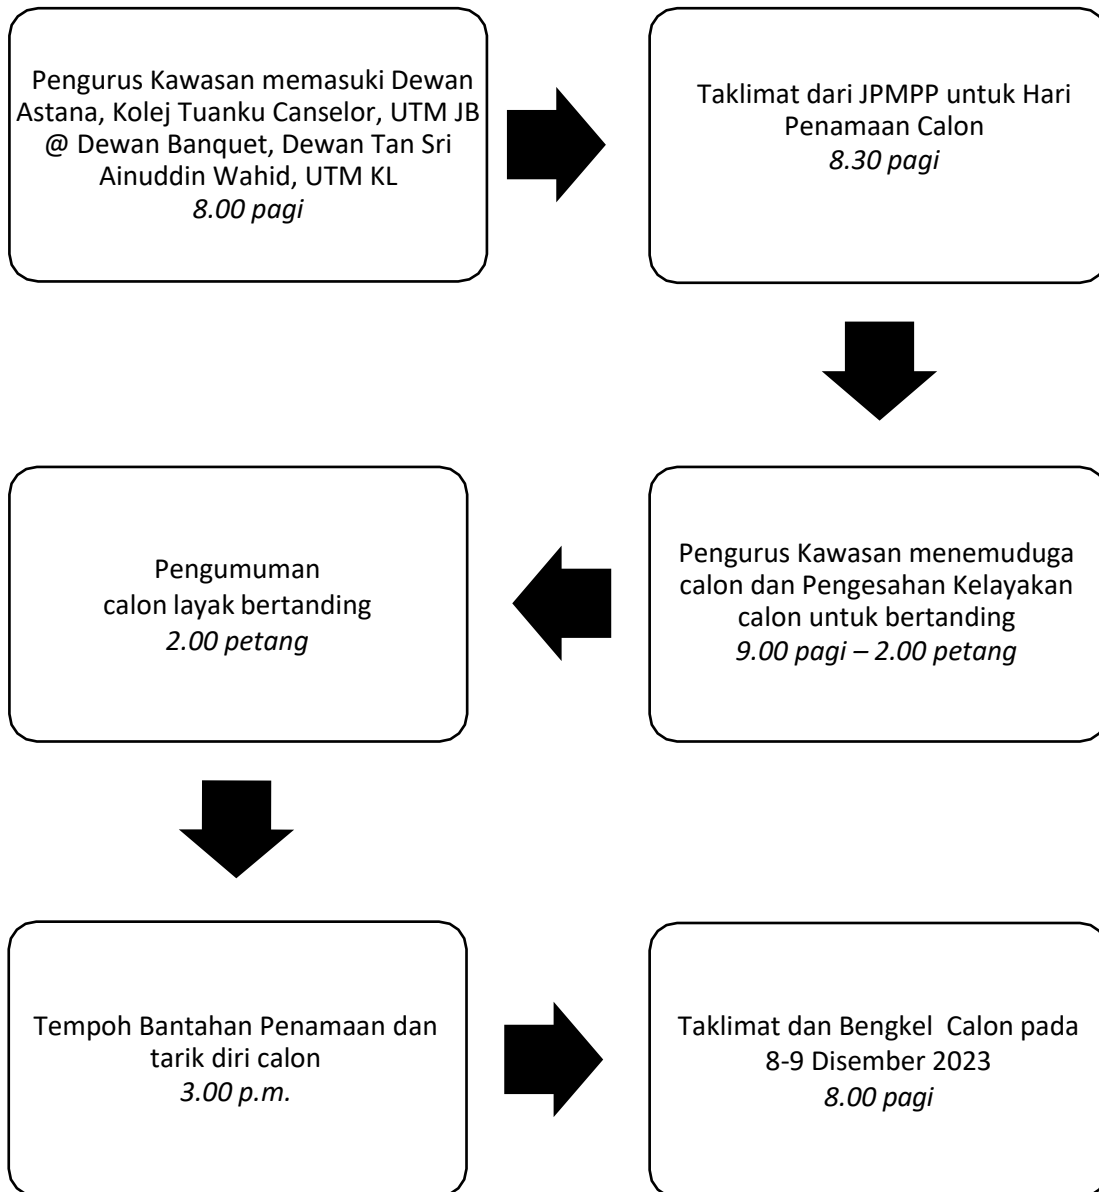 Pengurus Kawasan memasuki Dewan
Astana, Kolej Tuanku Canselor, UTM JB
@ Dewan Banquet, Dewan Tan Sri
Ainuddin Wahid, UTM KL
8.00 pagi
Taklimat dari JPMPP untuk Hari
Penamaan Calon
8.30 pagi
Pengurus Kawasan menemuduga
calon dan Pengesahan Kelayakan
calon untuk bertanding
9.00 pagi – 2.00 petang
Pengumuman
calon layak bertanding
2.00 petang
Tempoh Bantahan Penamaan dan
tarik diri calon
3.00 p.m.
Taklimat dan Bengkel Calon pada
8-9 Disember 2023
8.00 pagi